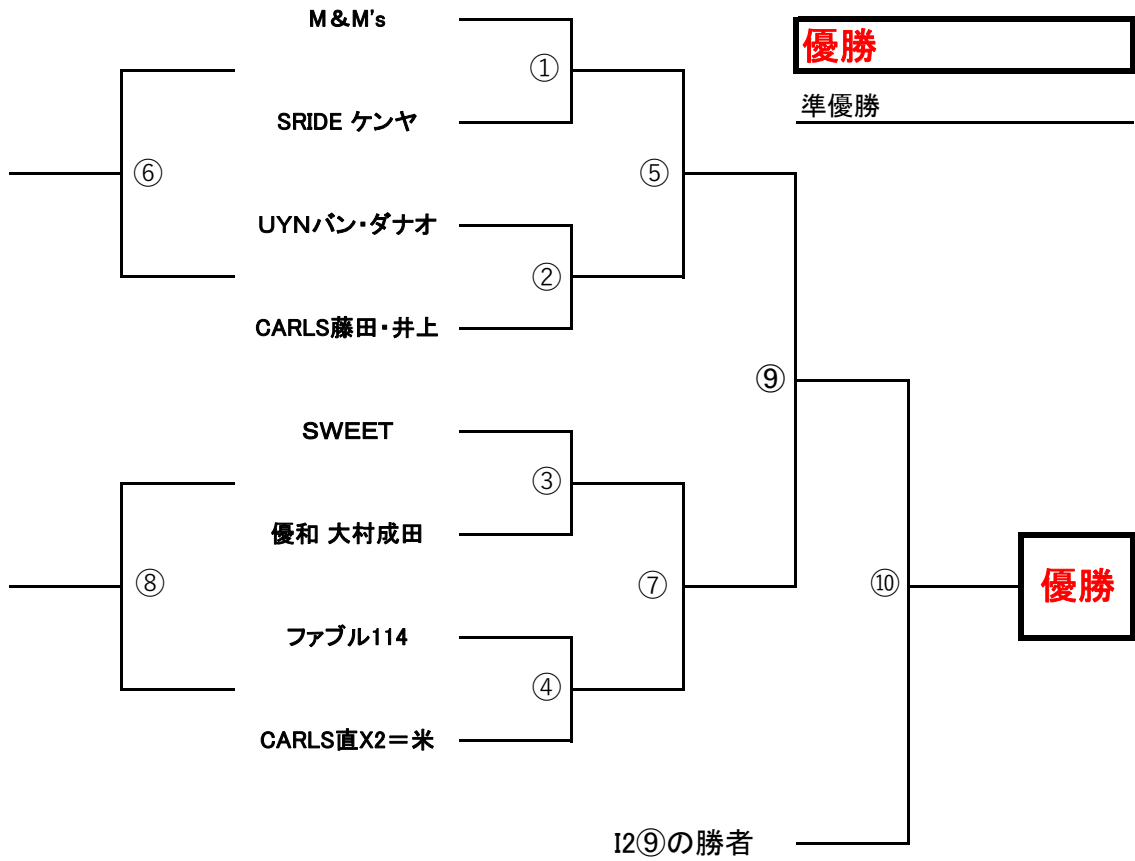 M&M's
優勝
①
準優勝
SRIDE ケンヤ
⑥
⑤
UYNバン・ダナオ
②
CARLS藤田・井上
⑨
SWEET
③
優和 大村成田
⑧
⑦
⑩
優勝
ファブル114
④
CARLS直X2=米
I2⑨の勝者